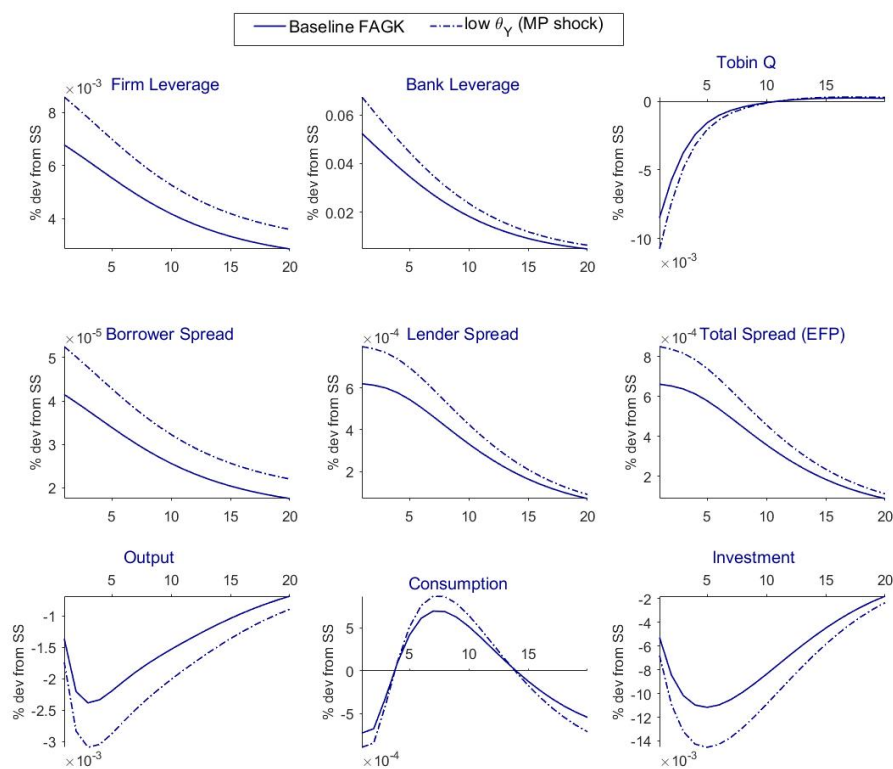 Baseline FAGK low θ_Y (MP shock)
Firm Leverage
×10^-3
% dev from SS
8
6
4
5 10 15 20
Bank Leverage
% dev from SS
0.06
0.04
0.02
5 10 15 20
Tobin Q
5 15
% dev from SS
0
-5
-10
×10^-3
Borrower Spread
×10^-5
% dev from SS
5
4
3
2
5 10 15 20
Lender Spread
×10^-4
% dev from SS
6
4
2
5 10 15 20
Total Spread (EFP)
×10^-4
% dev from SS
8
6
4
2
5 10 15 20
Output
5 10 15 20
% dev from SS
-1
-1.5
-2
-2.5
-3
×10^-3
Consumption
% dev from SS
5
0
-5
5 15
×10^-4
Investment
5 10 15 20
% dev from SS
-2
-4
-6
-8
-10
-12
-14
×10^-3